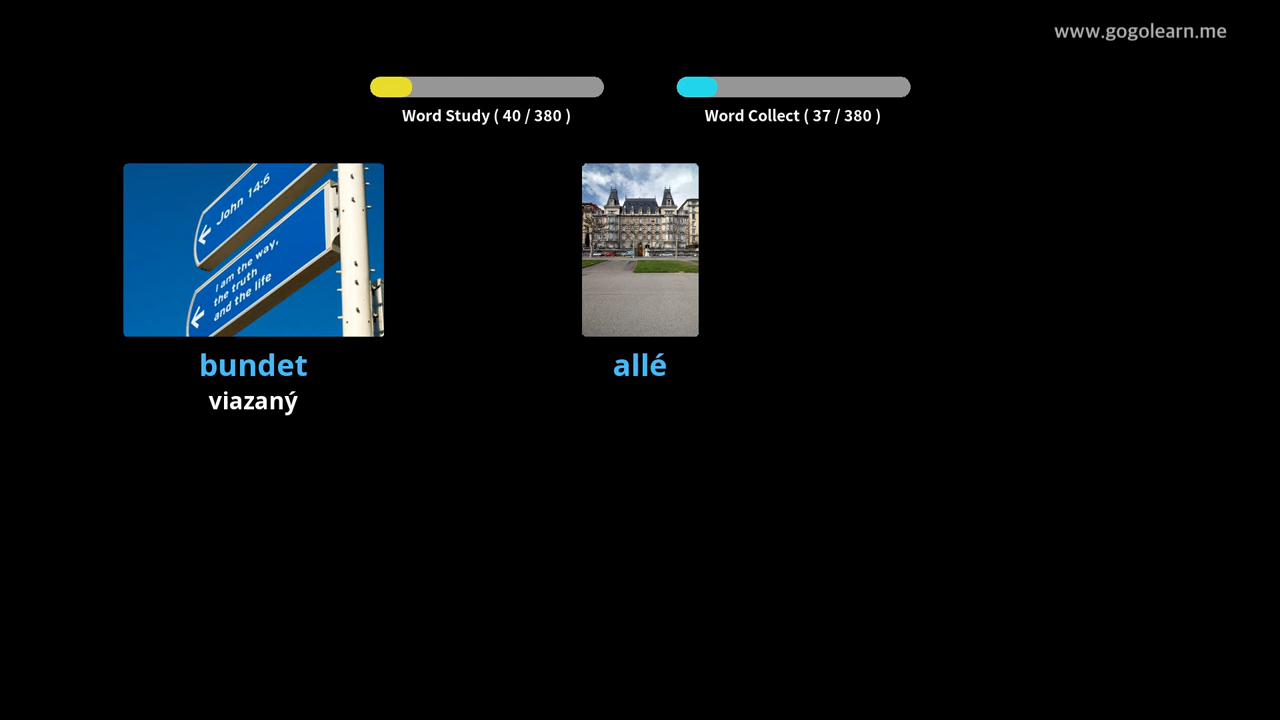 www.gogolearn.me
Word Study ( 40 / 380 )
Word Collect ( 37 / 380 )
John 14:6
I am the way,
the truth
and the life
bundet
viazaný
allé